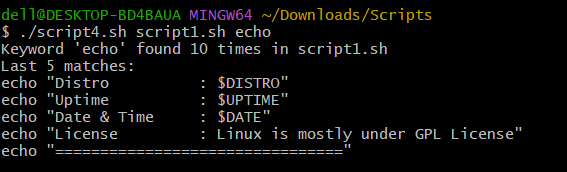 dell@DESKTOP-BD4BAUA MINGW64 ~/Downloads/Scripts
$ ./script4.sh script1.sh echo
Keyword 'echo' found 10 times in script1.sh
Last 5 matches:
echo "Distro          : $DISTRO"
echo "Uptime          : $UPTIME"
echo "Date & Time     : $DATE"
echo "License         : Linux is mostly under GPL License"
echo "================================"